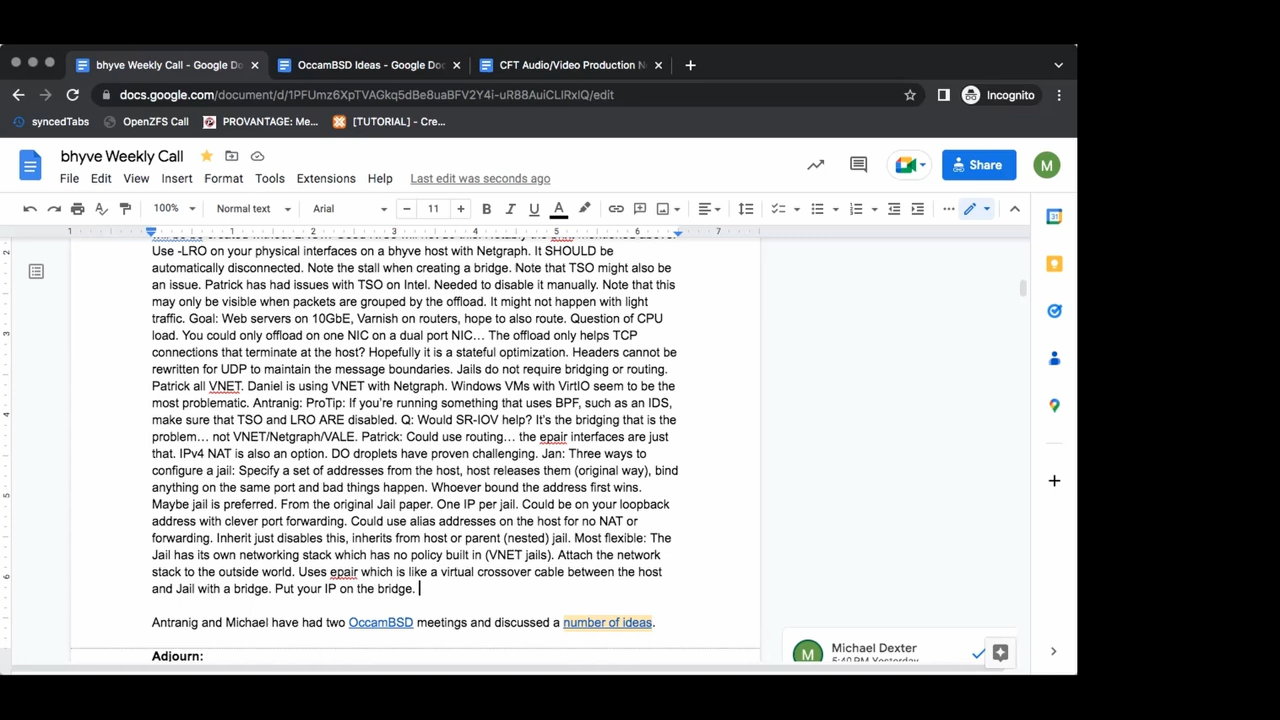 bhyve Weekly Call - Google Do
OccamBSD Ideas - Google Doc
CFT Audio/Video Production N
docs.google.com/document/d/1PFUmz6XpTVAGkq5dBe8uaBFV2Y4i-uR88AuiCLlRxlQ/edit
Incognito
syncedTabs
OpenZFS Call
PROVANTAGE: Me...
[TUTORIAL] - Cre...
bhyve Weekly Call
File Edit View Insert Format Tools Extensions Help Last edit was seconds ago
Share
M
100% Normal text Arial 11 B I U A
1 1 2 3 4 5 6 7
Use -LRO on your physical interfaces on a bhyve host with Netgraph. It SHOULD be
automatically disconnected. Note the stall when creating a bridge. Note that TSO might also be
an issue. Patrick has had issues with TSO on Intel. Needed to disable it manually. Note that this
may only be visible when packets are grouped by the offload. It might not happen with light
traffic. Goal: Web servers on 10GbE, Varnish on routers, hope to also route. Question of CPU
load. You could only offload on one NIC on a dual port NIC… The offload only helps TCP
connections that terminate at the host? Hopefully it is a stateful optimization. Headers cannot be
rewritten for UDP to maintain the message boundaries. Jails do not require bridging or routing.
Patrick all VNET. Daniel is using VNET with Netgraph. Windows VMs with VirtIO seem to be the
most problematic. Antranig: ProTip: If you're running something that uses BPF, such as an IDS,
make sure that TSO and LRO ARE disabled. Q: Would SR-IOV help? It's the bridging that is the
problem… not VNET/Netgraph/VALE. Patrick: Could use routing… the epair interfaces are just
that. IPv4 NAT is also an option. DO droplets have proven challenging. Jan: Three ways to
configure a jail: Specify a set of addresses from the host, host releases them (original way), bind
anything on the same port and bad things happen. Whoever bound the address first wins.
Maybe jail is preferred. From the original Jail paper. One IP per jail. Could be on your loopback
address with clever port forwarding. Could use alias addresses on the host for no NAT or
forwarding. Inherit just disables this, inherits from host or parent (nested) jail. Most flexible: The
Jail has its own networking stack which has no policy built in (VNET jails). Attach the network
stack to the outside world. Uses epair which is like a virtual crossover cable between the host
and Jail with a bridge. Put your IP on the bridge.
Antranig and Michael have had two OccamBSD meetings and discussed a number of ideas.
Adjourn:
M
Michael Dexter
5:40 PM Yesterday
2
3
4
5
6